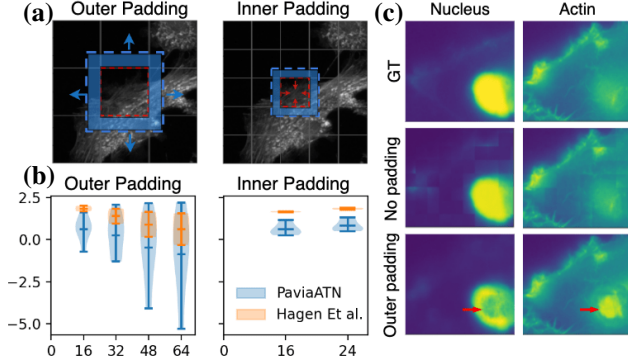 (a)
Outer Padding
Inner Padding
(b)
Outer Padding
Inner Padding
2.5
0.0
−2.5
−5.0
0 16 32 48 64
0 16 24
PaviaATN
Hagen Et al.
(c)
Nucleus
Actin
GT
No padding
Outer padding